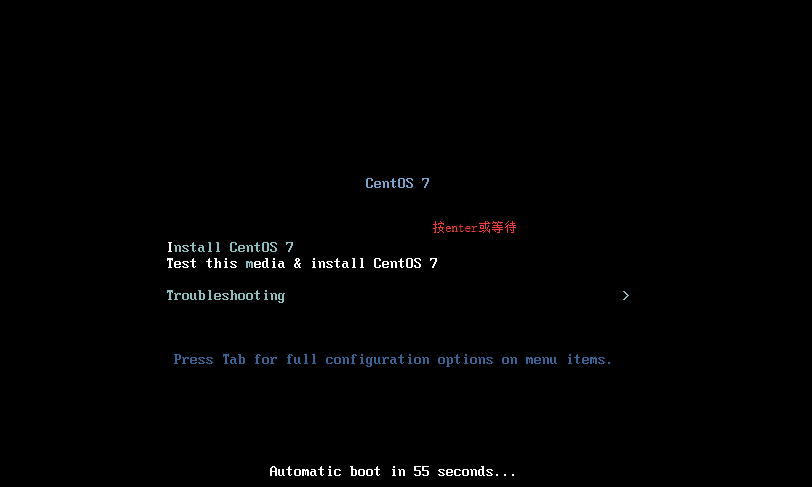 CentOS 7
按enter或等待
Install CentOS 7
Test this media & install CentOS 7
Troubleshooting >
Press Tab for full configuration options on menu items.
Automatic boot in 55 seconds...